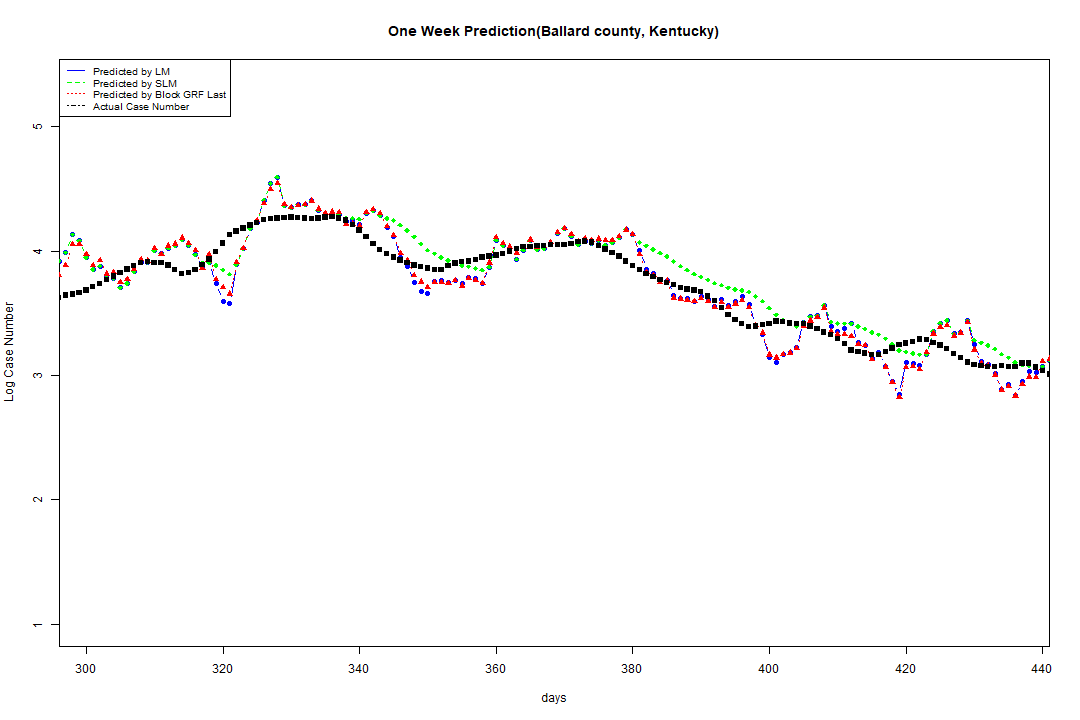 One Week Prediction(Ballard county, Kentucky)
Predicted by LM
Predicted by SLM
Predicted by Block GRF Last
Actual Case Number
5
4
3
2
1
Log Case Number
300 320 340 360 380 400 420 440
days